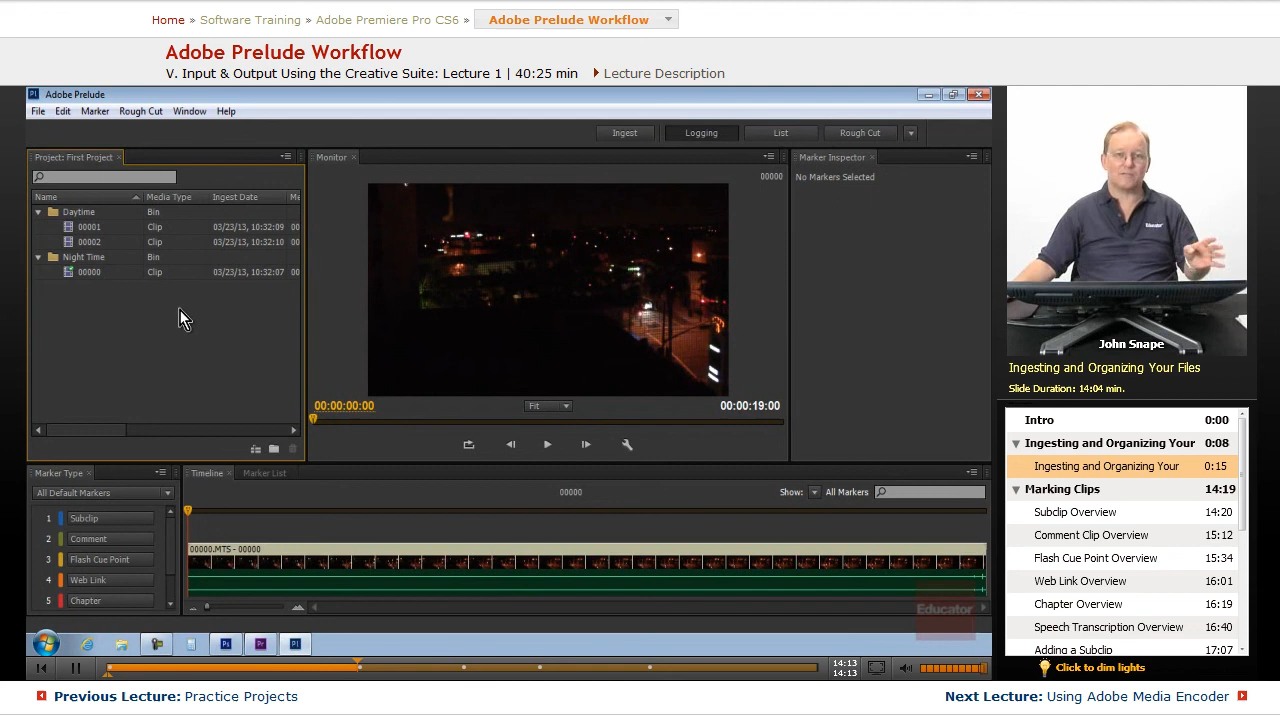 Home » Software Training » Adobe Premiere Pro CS6 » Adobe Prelude Workflow
Adobe Prelude Workflow
V. Input & Output Using the Creative Suite: Lecture 1 | 40:25 min Lecture Description
Pl Adobe Prelude
File Edit Marker Rough Cut Window Help
Ingest Logging List Rough Cut
Project: First Project ×
Name Media Type Ingest Date Me
Daytime Bin
00001 Clip 03/23/13, 10:32:09 00
00002 Clip 03/23/13, 10:32:10 00
Night Time Bin
00000 Clip 03/23/13, 10:32:07 00
Monitor ×
00000
00:00:00:00 Fit 00:00:19:00
Marker Inspector ×
No Markers Selected
Marker Type ×
All Default Markers
1 Subclip
2 Comment
3 Flash Cue Point
4 Web Link
5 Chapter
Timeline × Marker List
00000 Show: All Markers
00000.MTS - 00000
Educator
Ps Pr Pl
14:13
14:13
Educator
John Snape
Ingesting and Organizing Your Files
Slide Duration: 14:04 min.
Intro 0:00
Ingesting and Organizing Your 0:08
Ingesting and Organizing Your 0:15
Marking Clips 14:19
Subclip Overview 14:20
Comment Clip Overview 15:12
Flash Cue Point Overview 15:34
Web Link Overview 16:01
Chapter Overview 16:19
Speech Transcription Overview 16:40
Adding a Subclip 17:07
Click to dim lights
Previous Lecture: Practice Projects
Next Lecture: Using Adobe Media Encoder